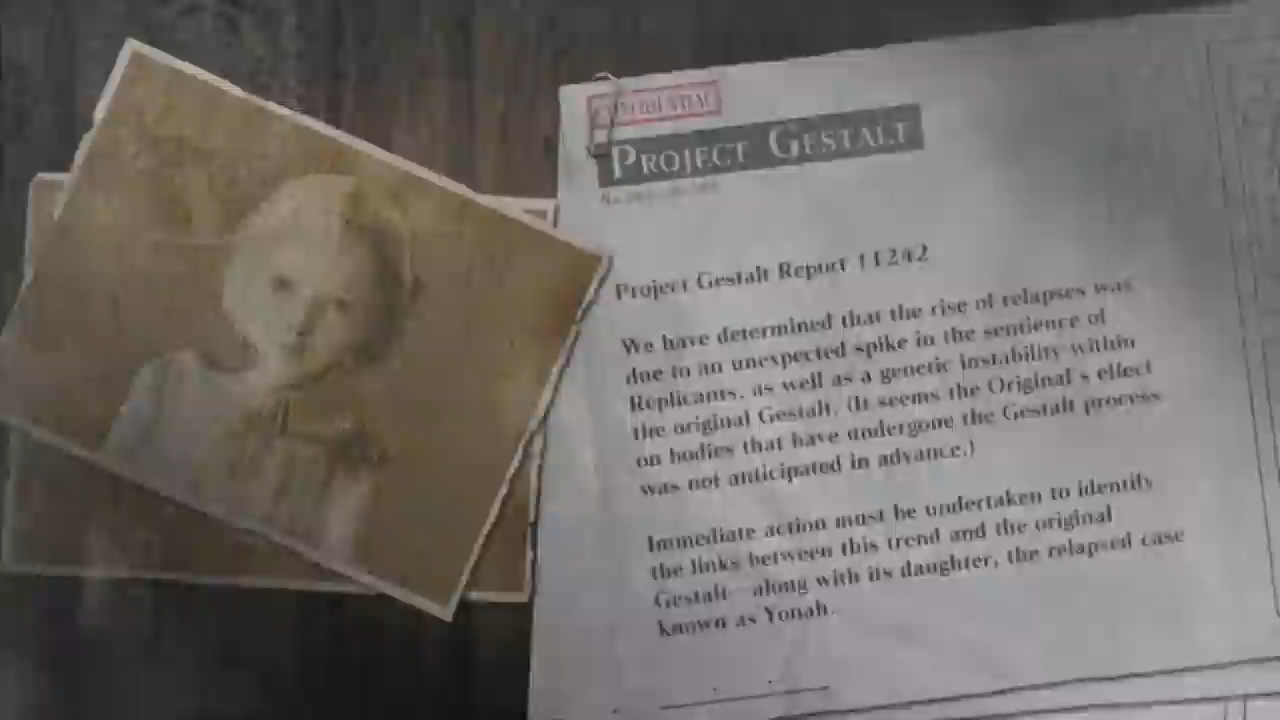 CONFIDENTIAL
PROJECT GESTALT
Project Gestalt Report 11242
We have determined that the rise of relapses was
due to an unexpected spike in the sentience of
Replicants, as well as a genetic instability within
the original Gestalt. (It seems the Original's effect
on bodies that have undergone the Gestalt process
was not anticipated in advance.)
Immediate action must be undertaken to identify
the links between this trend and the original
Gestalt—along with its daughter, the relapsed case
known as Yonah.